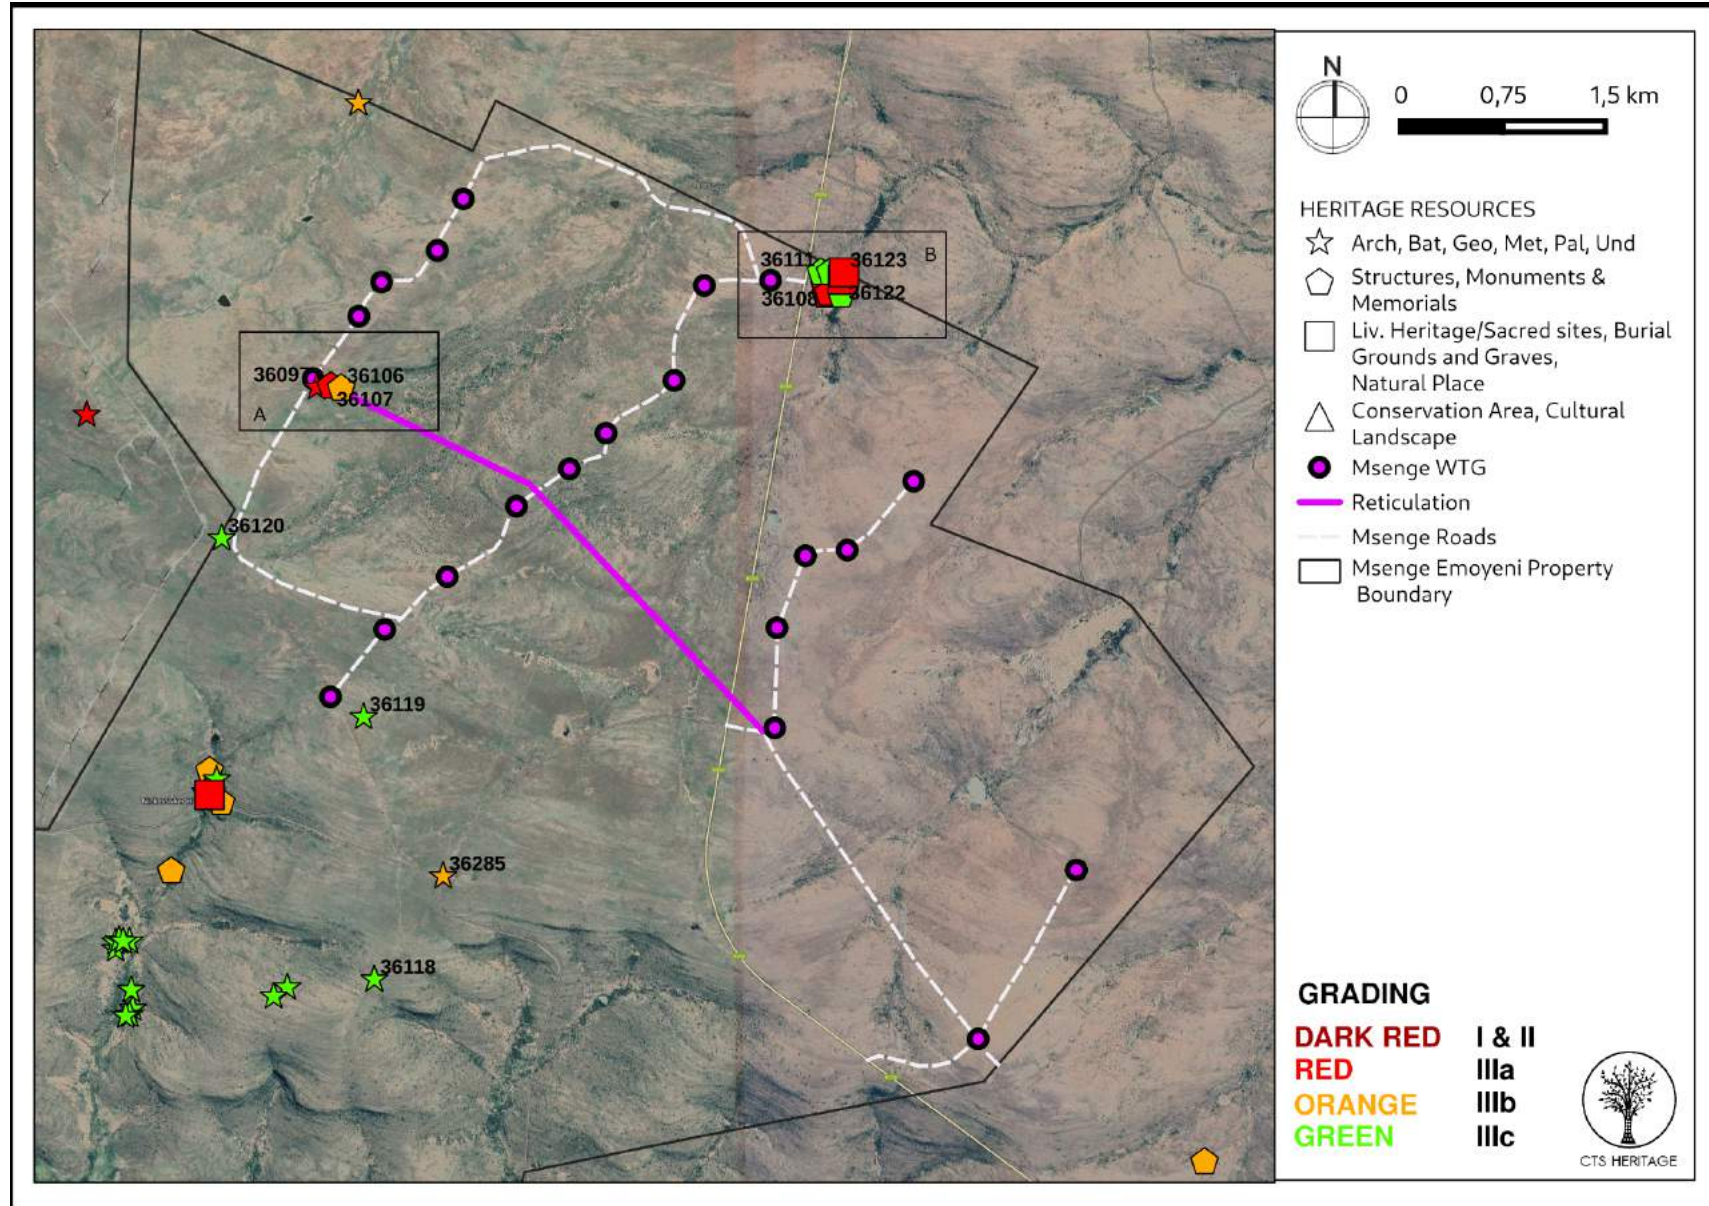 36111
36123
B
36108
36122
36097
36106
36107
A
36120
36119
36285
36118
N
0 0,75 1,5 km
HERITAGE RESOURCES
Arch, Bat, Geo, Met, Pal, Und
Structures, Monuments &
Memorials
Liv. Heritage/Sacred sites, Burial
Grounds and Graves,
Natural Place
Conservation Area, Cultural
Landscape
Msenge WTG
Reticulation
Msenge Roads
Msenge Emoyeni Property
Boundary
GRADING
DARK RED I & II
RED IIIa
ORANGE IIIb
GREEN IIIc
CTS HERITAGE